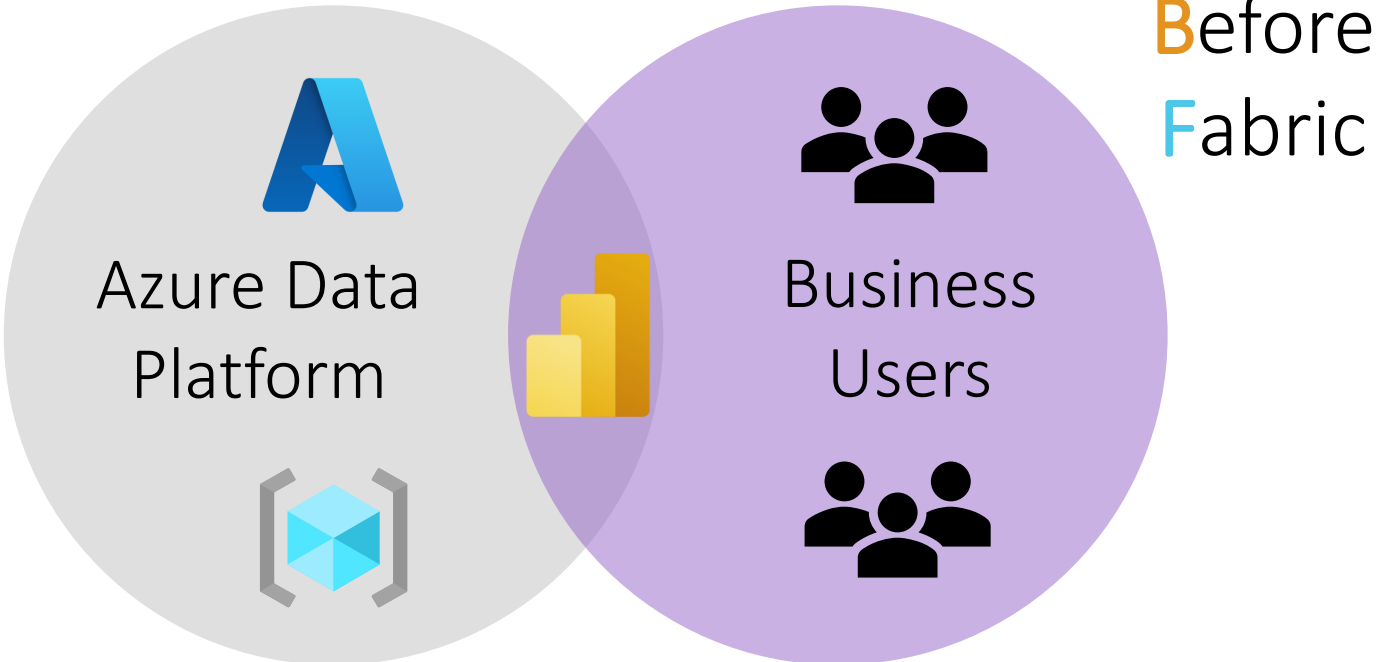 Before
Fabric
Azure Data
Platform
Business
Users